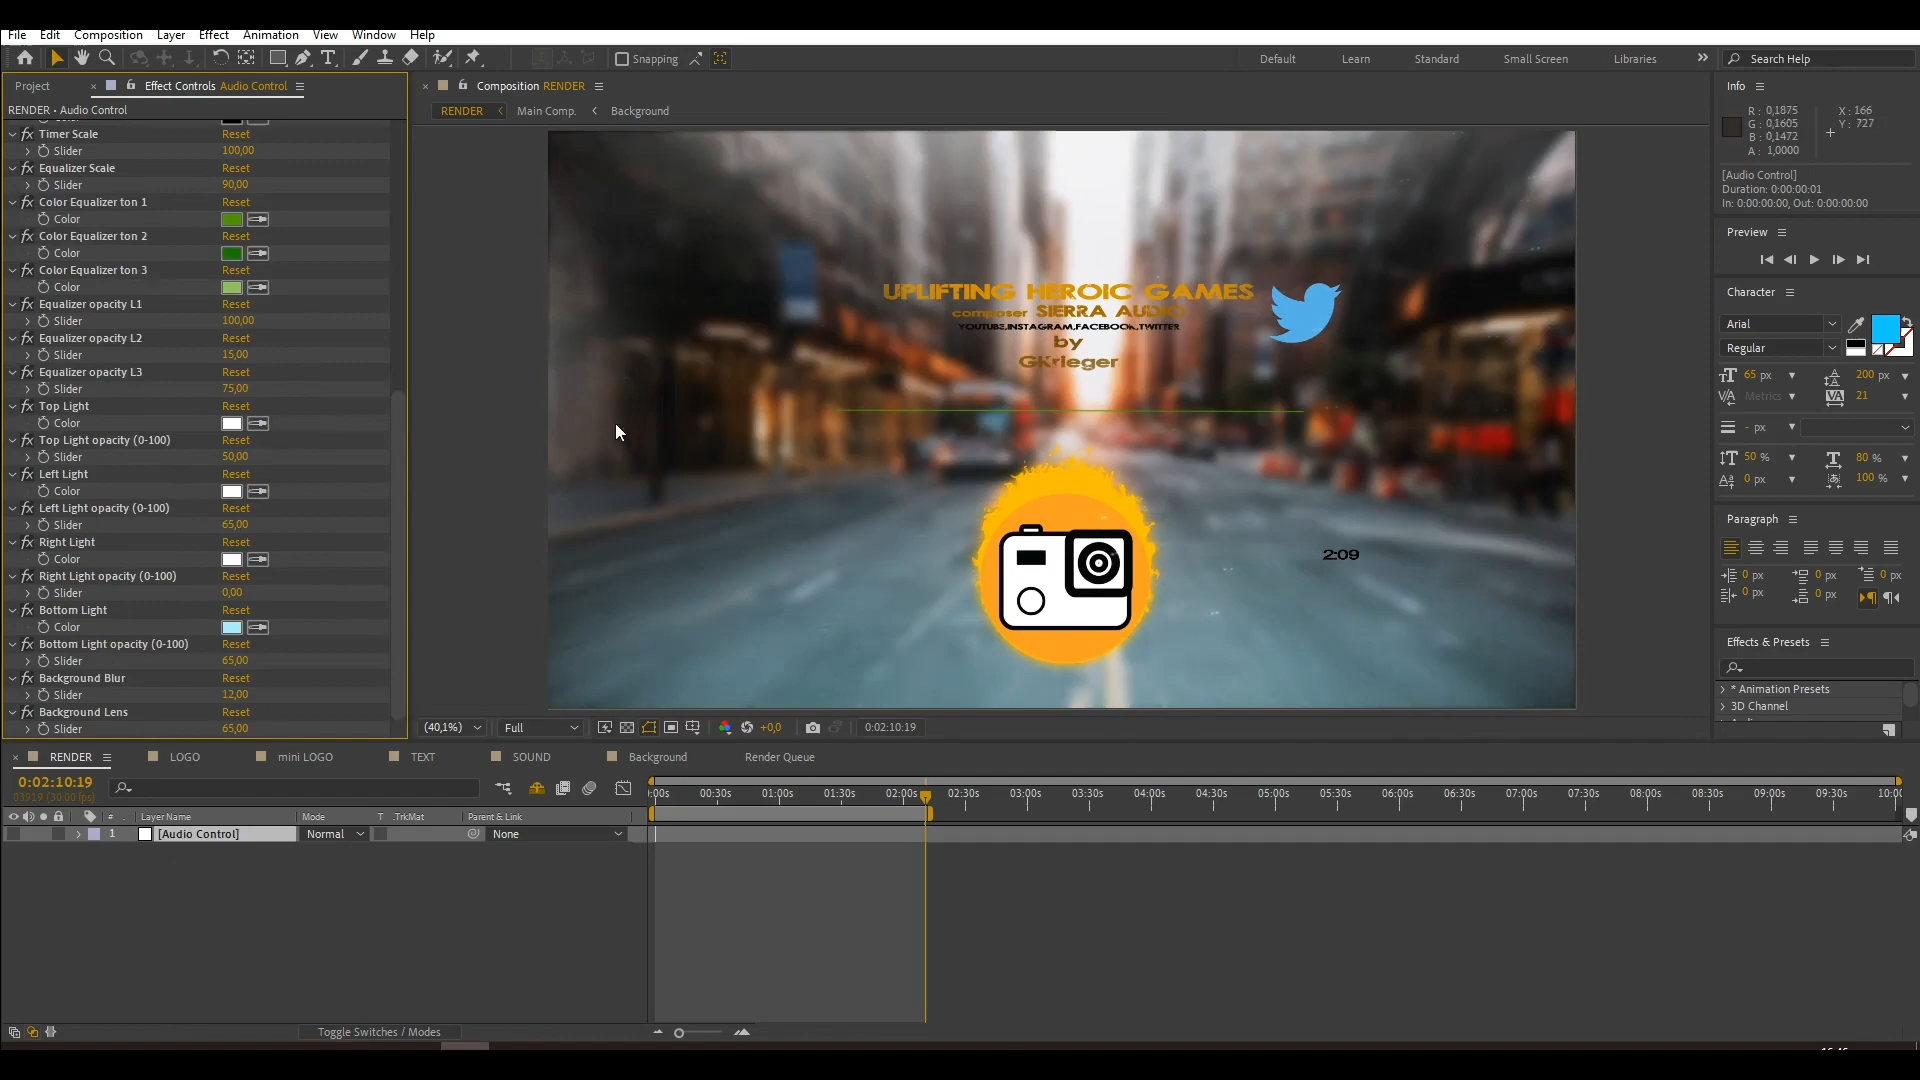 File Edit Composition Layer Effect Animation View Window Help
Snapping Default Learn Standard Small Screen Libraries Search Help
Project Effect Controls Audio Control
RENDER • Audio Control
Timer Scale Reset
Slider 100,00
Equalizer Scale Reset
Slider 90,00
Color Equalizer ton 1 Reset
Color
Color Equalizer ton 2 Reset
Color
Color Equalizer ton 3 Reset
Color
Equalizer opacity L1 Reset
Slider 100,00
Equalizer opacity L2 Reset
Slider 15,00
Equalizer opacity L3 Reset
Slider 75,00
Top Light Reset
Color
Top Light opacity (0-100) Reset
Slider 50,00
Left Light Reset
Color
Left Light opacity (0-100) Reset
Slider 65,00
Right Light Reset
Color
Right Light opacity (0-100) Reset
Slider 0,00
Bottom Light Reset
Color
Bottom Light opacity (0-100) Reset
Slider 65,00
Background Blur Reset
Slider 12,00
Background Lens Reset
Slider 65,00
Composition RENDER
RENDER Main Comp. Background
UPLIFTING HEROIC GAMES
composer SIERRA AUDIO
YOUTUBE,INSTAGRAM,FACEBOOK,TWITTER
by
GKrieger
2:09
(40,1%) Full +0,0 0:02:10:19
Info
R : 0,1875 X : 166
G : 0,1605 Y : 727
B : 0,1472
A : 1,0000
[Audio Control]
Duration: 0:00:00:01
In: 0:00:00:00, Out: 0:00:00:00
Preview
Character
Arial
Regular
65 px 200 px
Metrics 21
- px
50 % 80 %
0 px 100 %
Paragraph
0 px 0 px 0 px
0 px 0 px
Effects & Presets
* Animation Presets
3D Channel
RENDER LOGO mini LOGO TEXT SOUND Background Render Queue
0:02:10:19
03919 (30.00 fps)
# Layer Name Mode T .TrkMat Parent & Link
1 [Audio Control] Normal None
:00s 00:30s 01:00s 01:30s 02:00s 02:30s 03:00s 03:30s 04:00s 04:30s 05:00s 05:30s 06:00s 06:30s 07:00s 07:30s 08:00s 08:30s 09:00s 09:30s 10:0
Toggle Switches / Modes